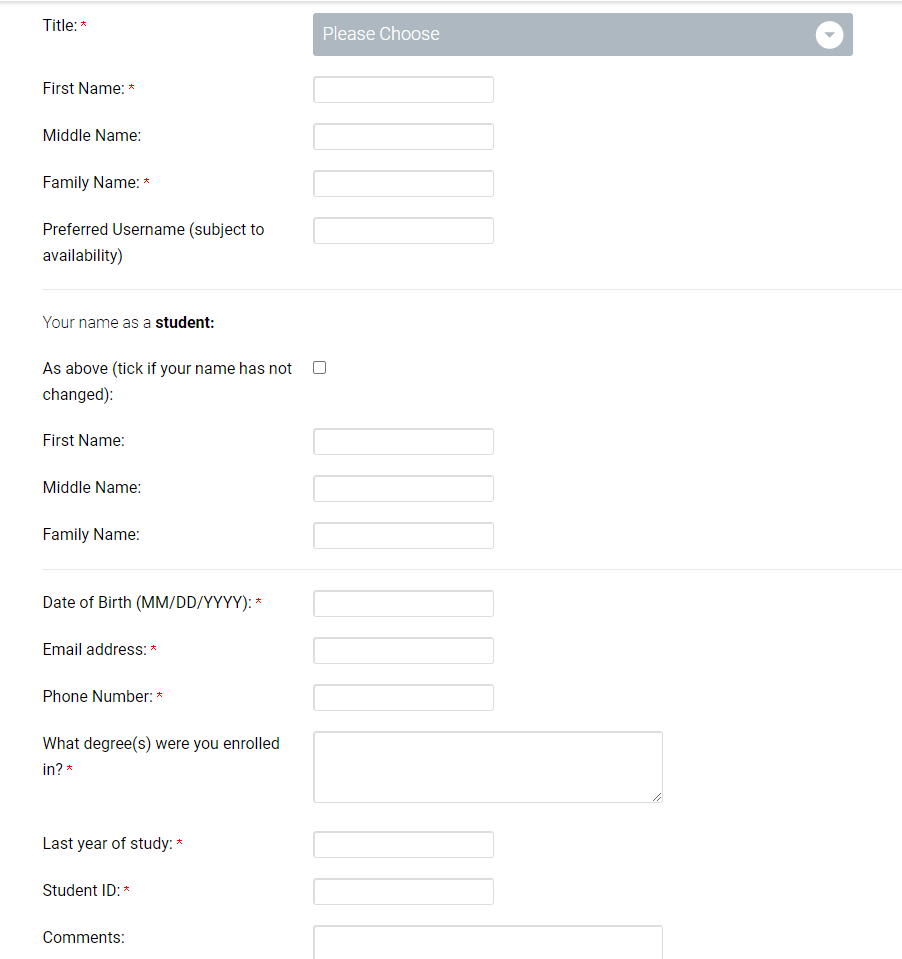 Title: *
Please Choose
First Name: *
Middle Name:
Family Name: *
Preferred Username (subject to
availability)
Your name as a student:
As above (tick if your name has not
changed):
First Name:
Middle Name:
Family Name:
Date of Birth (MM/DD/YYYY): *
Email address: *
Phone Number: *
What degree(s) were you enrolled
in? *
Last year of study: *
Student ID: *
Comments: